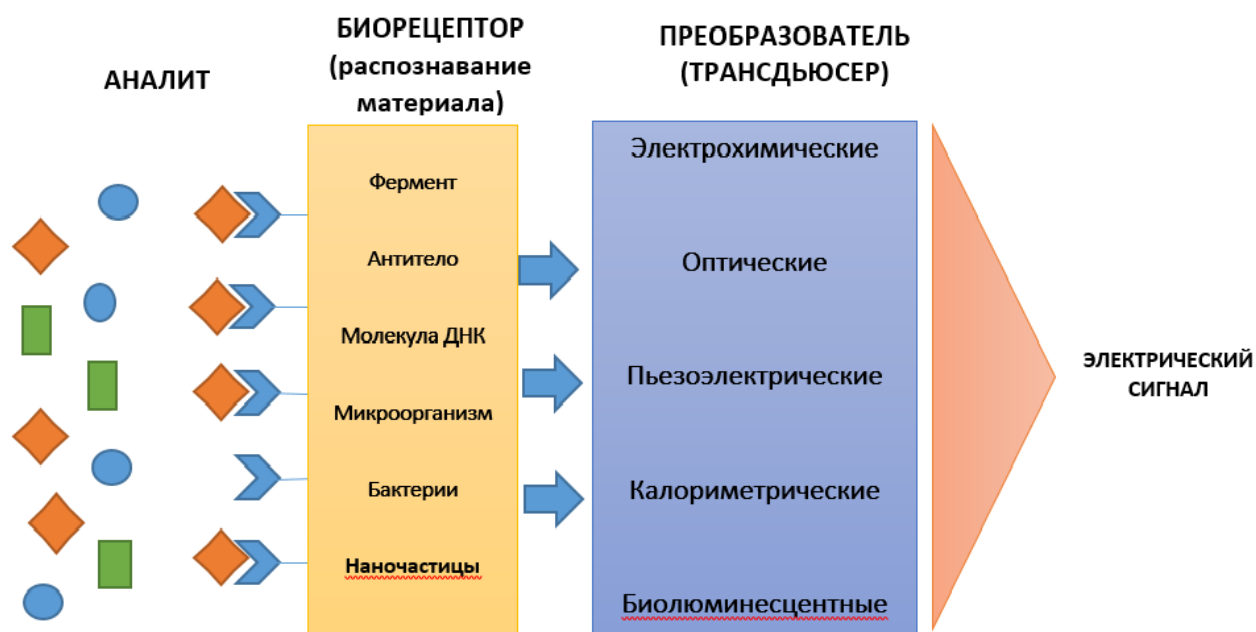 АНАЛИТ
БИОРЕЦЕПТОР
(распознавание
материала)
Фермент
Антитело
Молекула ДНК
Микроорганизм
Бактерии
Наночастицы
ПРЕОБРАЗОВАТЕЛЬ
(ТРАНСДЬЮСЕР)
Электрохимические
Оптические
Пьезоэлектрические
Калориметрические
Биолюминесцентные
ЭЛЕКТРИЧЕСКИЙ
СИГНАЛ